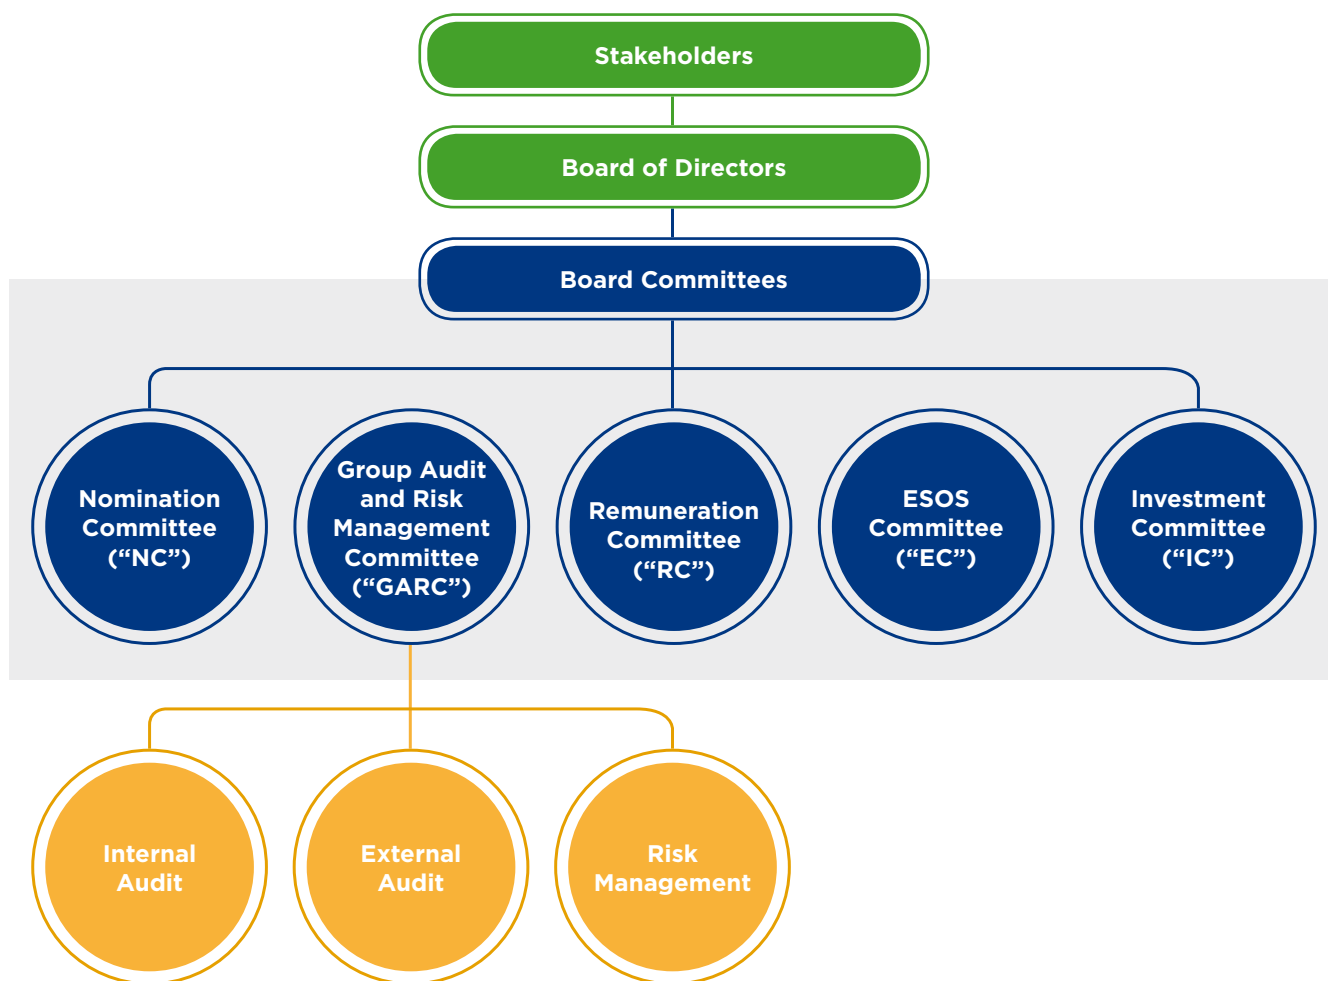 Stakeholders
Board of Directors
Board Committees
Nomination
Committee
(“NC”)
Group Audit
and Risk
Management
Committee
(“GARC”)
Remuneration
Committee
(“RC”)
ESOS
Committee
(“EC”)
Investment
Committee
(“IC”)
Internal
Audit
External
Audit
Risk
Management